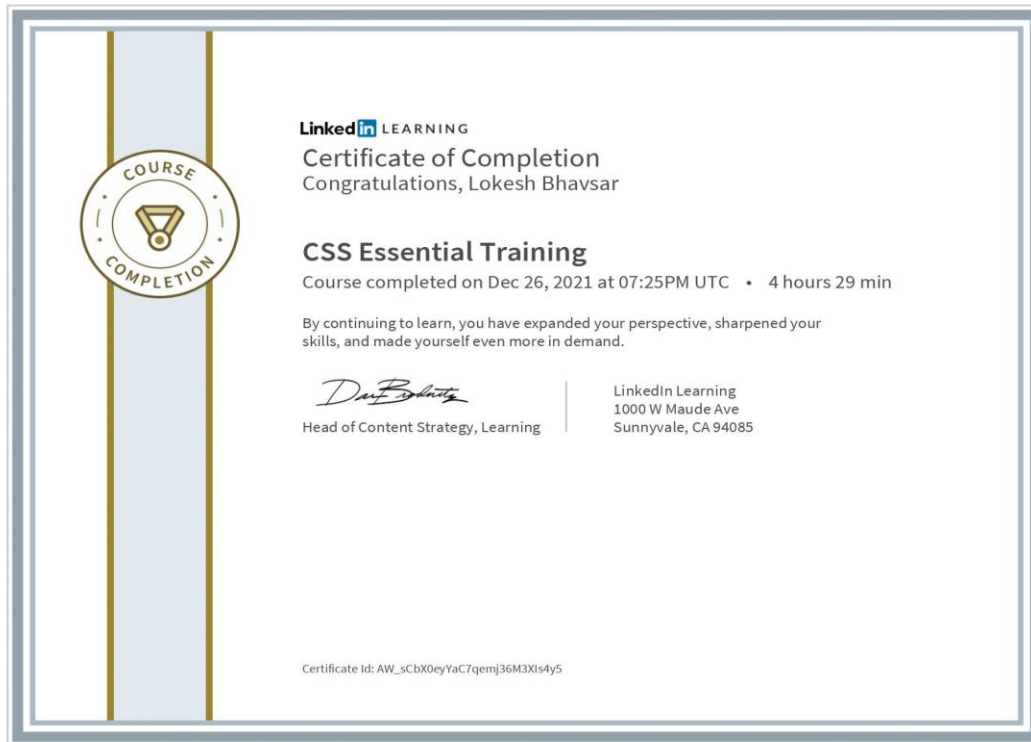 COURSE
COMPLETION
Linked in LEARNING
Certificate of Completion
Congratulations, Lokesh Bhavsar
CSS Essential Training
Course completed on Dec 26, 2021 at 07:25PM UTC • 4 hours 29 min
By continuing to learn, you have expanded your perspective, sharpened your
skills, and made yourself even more in demand.
Head of Content Strategy, Learning
LinkedIn Learning
1000 W Maude Ave
Sunnyvale, CA 94085
Certificate Id: AW_sCbX0eyYaC7qemj36M3XIs4y5